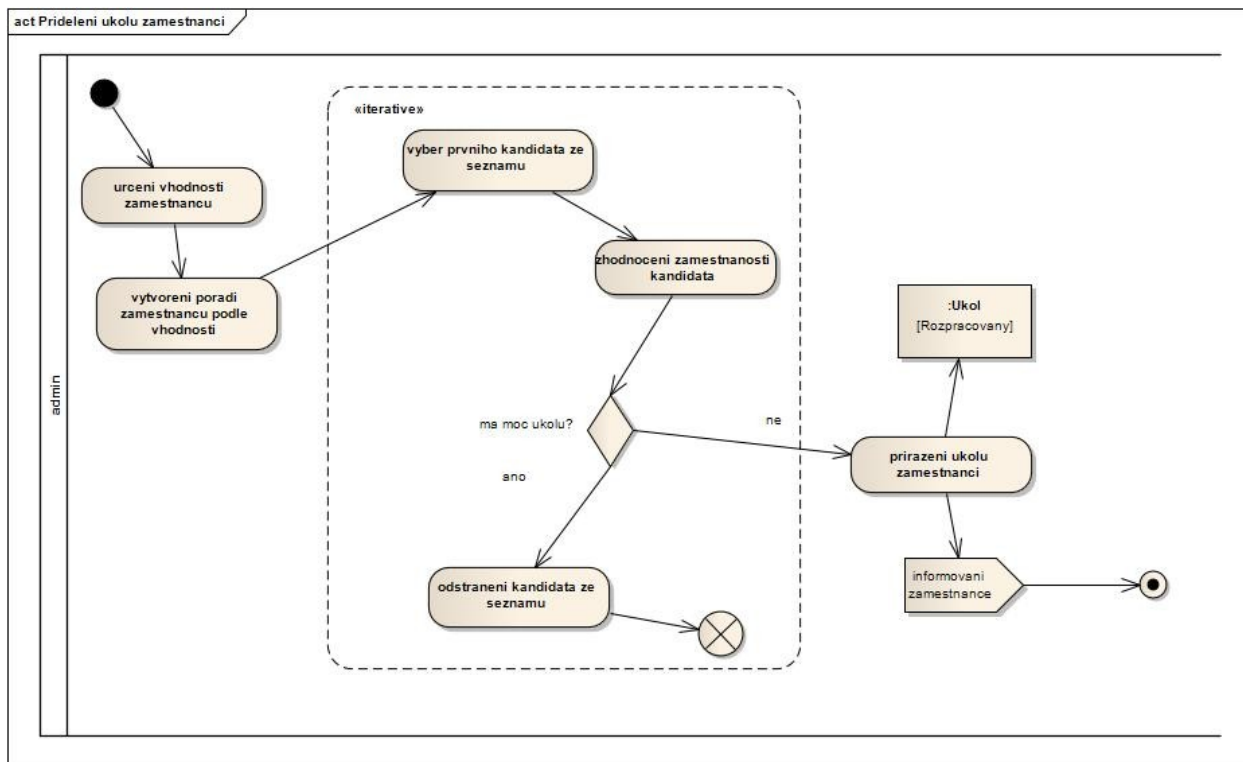 act Prideleni ukolu zamestnanci
admin
«iterative»
vyber prvniho kandidata ze
seznamu
urceni vhodnosti
zamestnancu
zhodnoceni zamestnanosti
kandidata
vytvoreni poradi
zamestnancu podle
vhodnosti
:Ukol
[Rozpracovany]
ma moc ukolu?
ne
ano
prirazeni ukolu
zamestnanci
odstraneni kandidata ze
seznamu
informovani
zamestnance